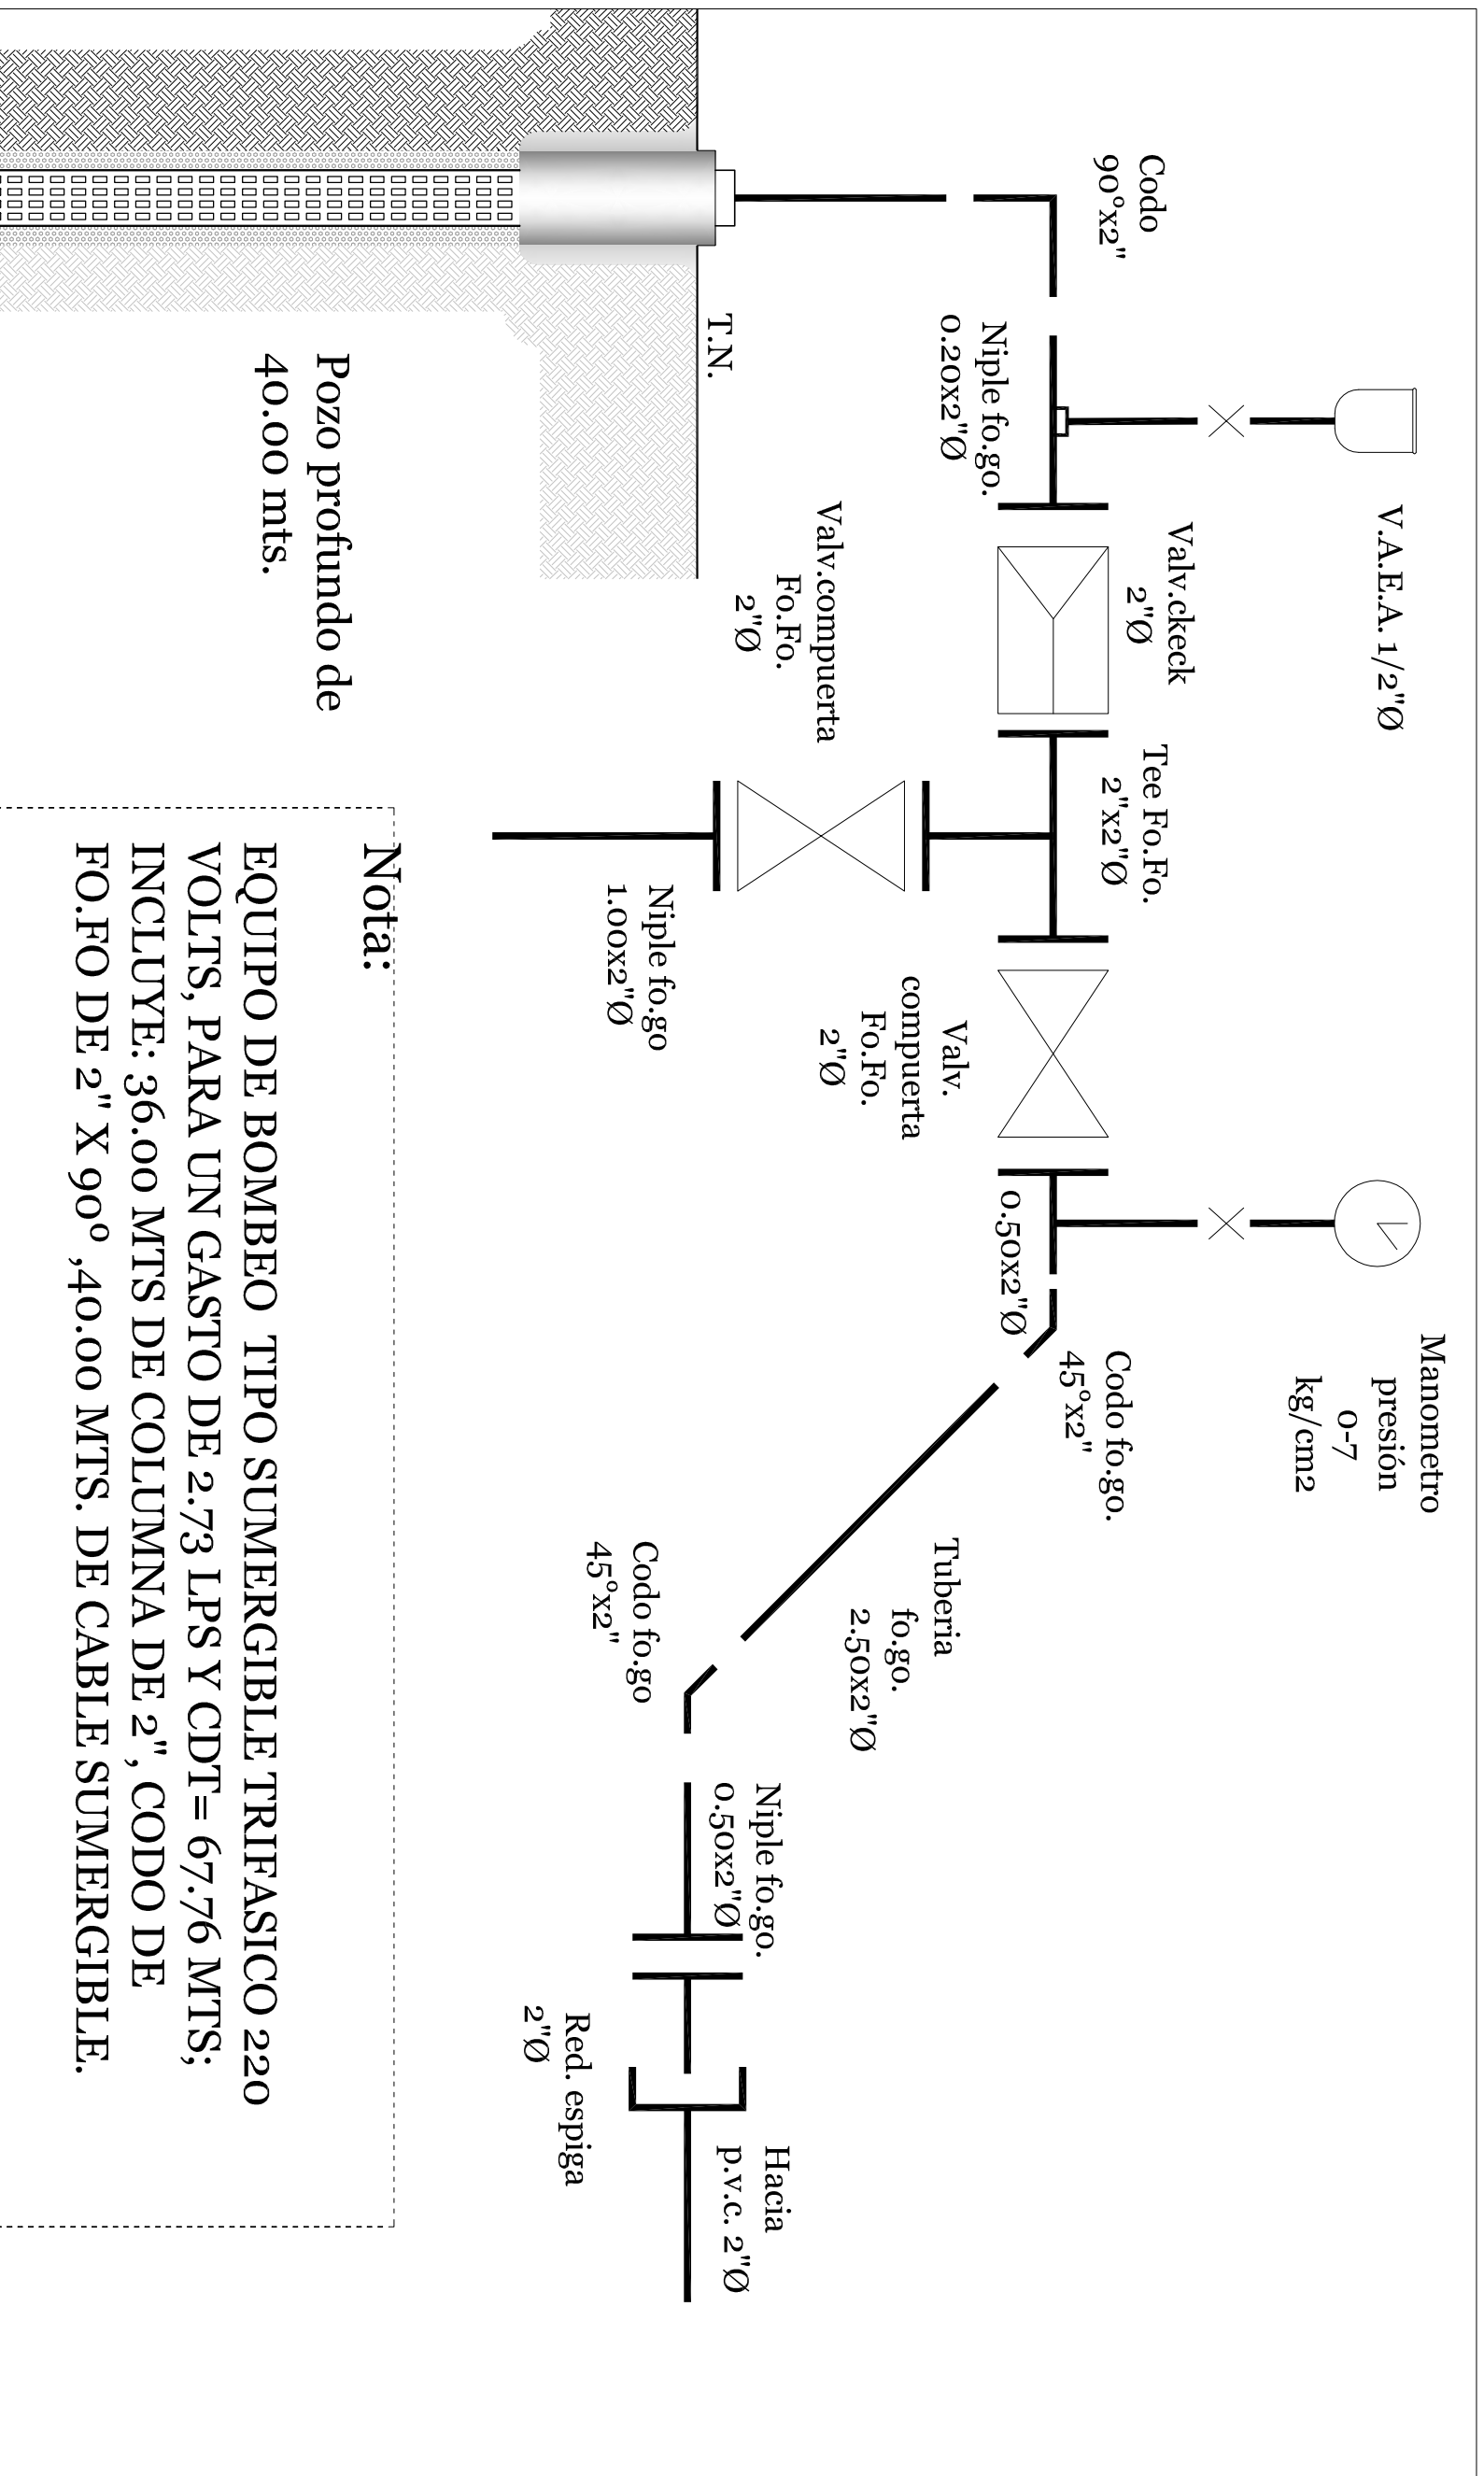 V.A.E.A. 1/2"Ø
Manometro
presión
0-7
kg/cm2
Codo
90°x2"
Valv.ckeck
2"Ø
Tee Fo.Fo.
2"x2"Ø
Codo fo.go.
45°x2"
Niple fo.go.
0.20x2"Ø
0.50x2"Ø
Valv.
compuerta
Fo.Fo.
2"Ø
Tuberia
fo.go.
2.50x2"Ø
Valv.compuerta
Fo.Fo.
2"Ø
T.N.
Niple fo.go
1.00x2"Ø
Codo fo.go
45°x2"
Niple fo.go.
0.50x2"Ø
Hacia
p.v.c. 2"Ø
Red. espiga
2"Ø
Pozo profundo de
40.00 mts.
Nota:
EQUIPO DE BOMBEO TIPO SUMERGIBLE TRIFASICO 220
VOLTS, PARA UN GASTO DE 2.73 LPS Y CDT= 67.76 MTS;
INCLUYE: 36.00 MTS DE COLUMNA DE 2", CODO DE
FO.FO DE 2" X 90º ,40.00 MTS. DE CABLE SUMERGIBLE.